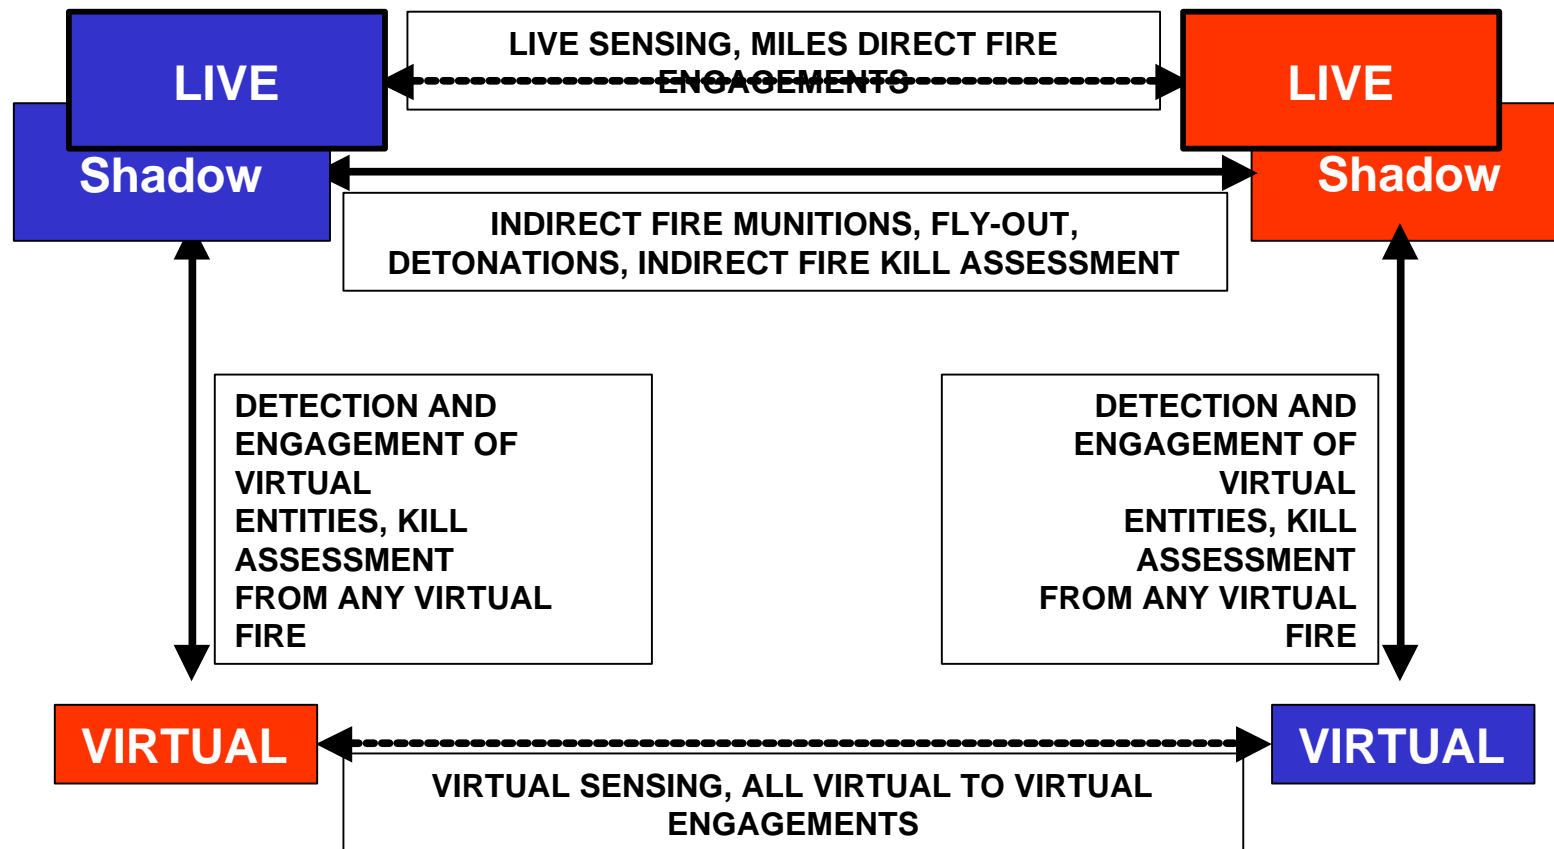 LIVE
LIVE SENSING, MILES DIRECT FIRE
ENGAGEMENTS
LIVE
Shadow
Shadow
INDIRECT FIRE MUNITIONS, FLY-OUT,
DETONATIONS, INDIRECT FIRE KILL ASSESSMENT
DETECTION AND
ENGAGEMENT OF
VIRTUAL
ENTITIES, KILL
ASSESSMENT
FROM ANY VIRTUAL
FIRE
DETECTION AND
ENGAGEMENT OF
VIRTUAL
ENTITIES, KILL
ASSESSMENT
FROM ANY VIRTUAL
FIRE
VIRTUAL
VIRTUAL
VIRTUAL SENSING, ALL VIRTUAL TO VIRTUAL
ENGAGEMENTS